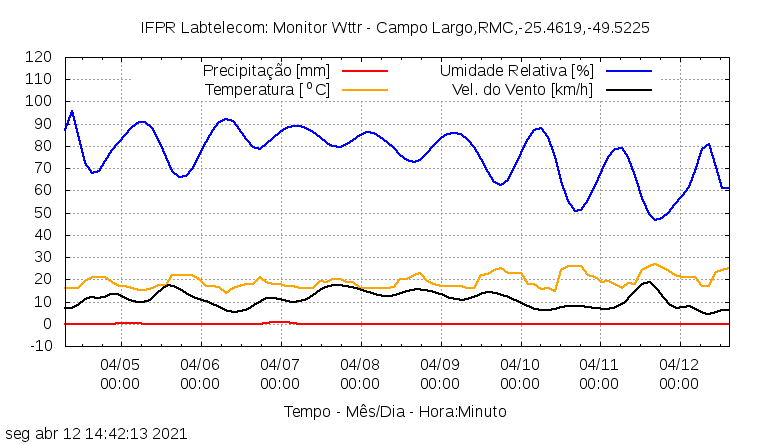 IFPR Labtelecom: Monitor Wttr - Campo Largo,RMC,-25.4619,-49.5225
120
110
100
90
80
70
60
50
40
30
20
10
0
-10
Precipitação [mm]
Temperatura [ ⁰C]
Umidade Relativa [%]
Vel. do Vento [km/h]
04/05 04/06 04/07 04/08 04/09 04/10 04/11 04/12
00:00 00:00 00:00 00:00 00:00 00:00 00:00 00:00
Tempo - Mês/Dia - Hora:Minuto
seg abr 12 14:42:13 2021